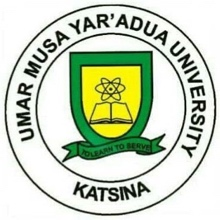 UMAR MUSA YAR'ADUA UNIVERSITY
TO LEARN TO SERVE
KATSINA